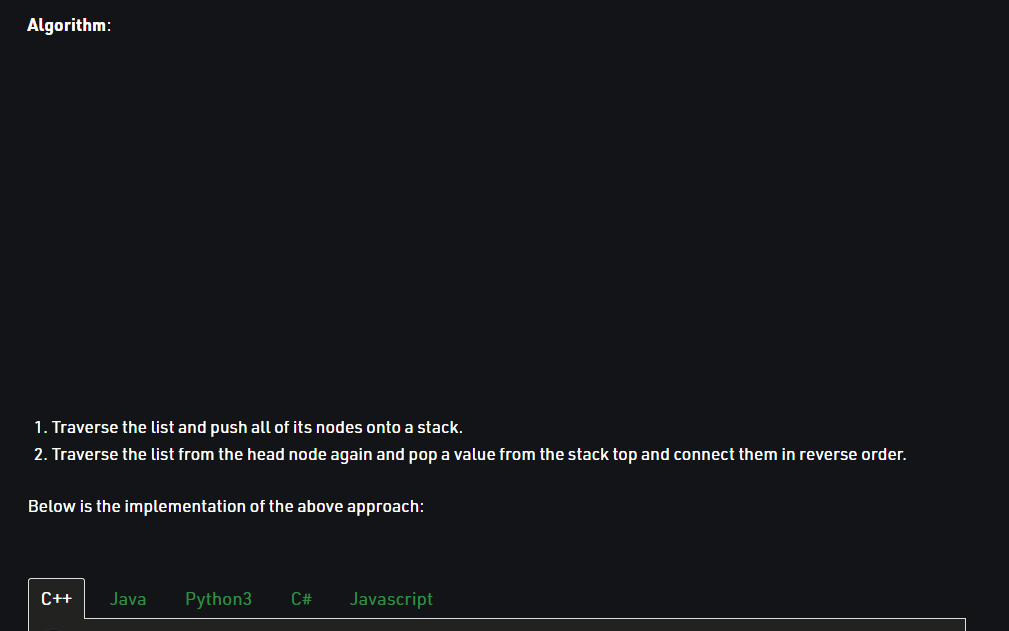 Algorithm:
1. Traverse the list and push all of its nodes onto a stack.
2. Traverse the list from the head node again and pop a value from the stack top and connect them in reverse order.
Below is the implementation of the above approach:
C++ Java Python3 C# Javascript